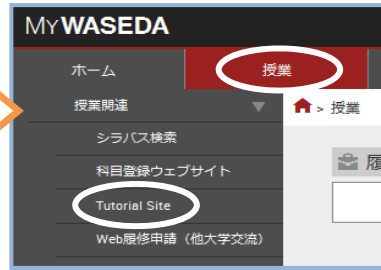 MYWASEDA
ホーム 授業
授業関連 > 授業
シラバス検索
科目登録ウェブサイト
Tutorial Site
Web履修申請（他大学交流）